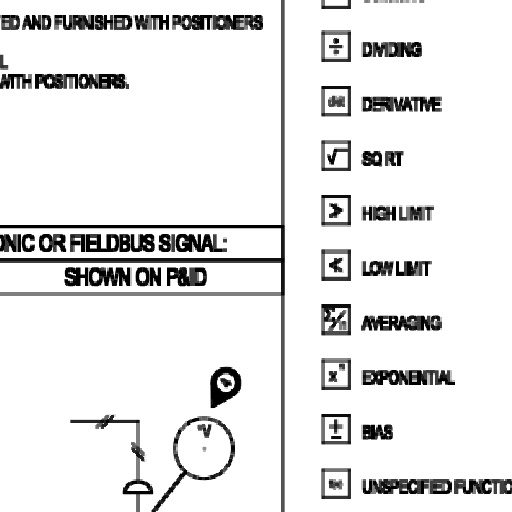 ED AND FURNISHED WITH POSITIONERS
L
WITH POSITIONERS.
ONIC OR FIELDBUS SIGNAL:
SHOWN ON P&ID
V
÷ DIVIDING
d/dt DERIVATIVE
√ SQ RT
> HIGH LIMIT
< LOW LIMIT
Σ/n AVERAGING
xⁿ EXPONENTIAL
± BIAS
f(x) UNSPECIFIED FUNCTIO